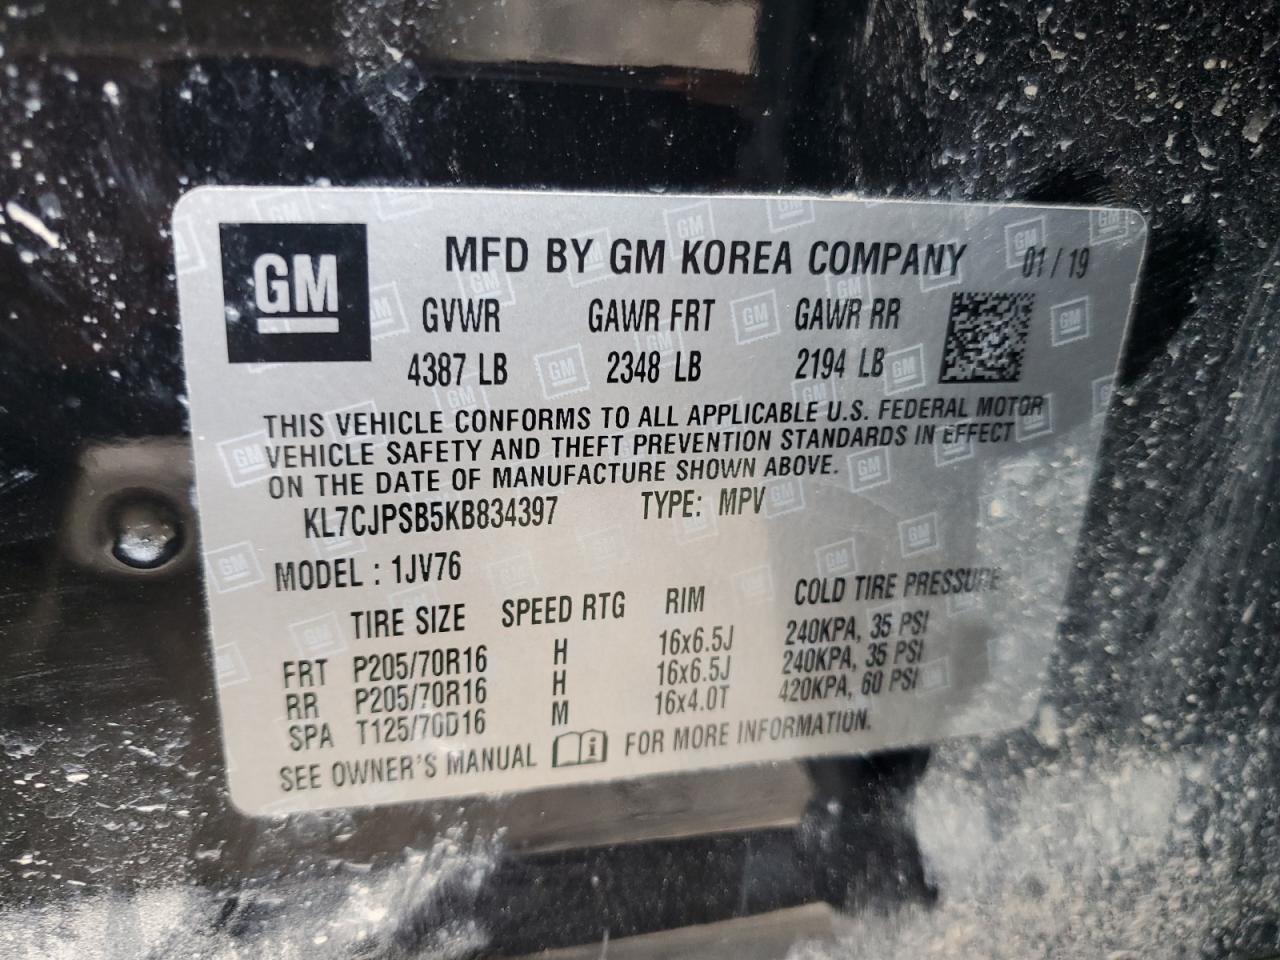 GM
MFD BY GM KOREA COMPANY 01/19
GVWR GAWR FRT GAWR RR
4387 LB 2348 LB 2194 LB
THIS VEHICLE CONFORMS TO ALL APPLICABLE U.S. FEDERAL MOTOR
VEHICLE SAFETY AND THEFT PREVENTION STANDARDS IN EFFECT
ON THE DATE OF MANUFACTURE SHOWN ABOVE.
KL7CJPSB5KB834397 TYPE: MPV
MODEL : 1JV76
TIRE SIZE SPEED RTG RIM COLD TIRE PRESSURE
FRT P205/70R16 H 16x6.5J 240KPA, 35 PSI
RR P205/70R16 H 16x6.5J 240KPA, 35 PSI
SPA T125/70D16 M 16x4.0T 420KPA, 60 PSI
SEE OWNER'S MANUAL i FOR MORE INFORMATION.